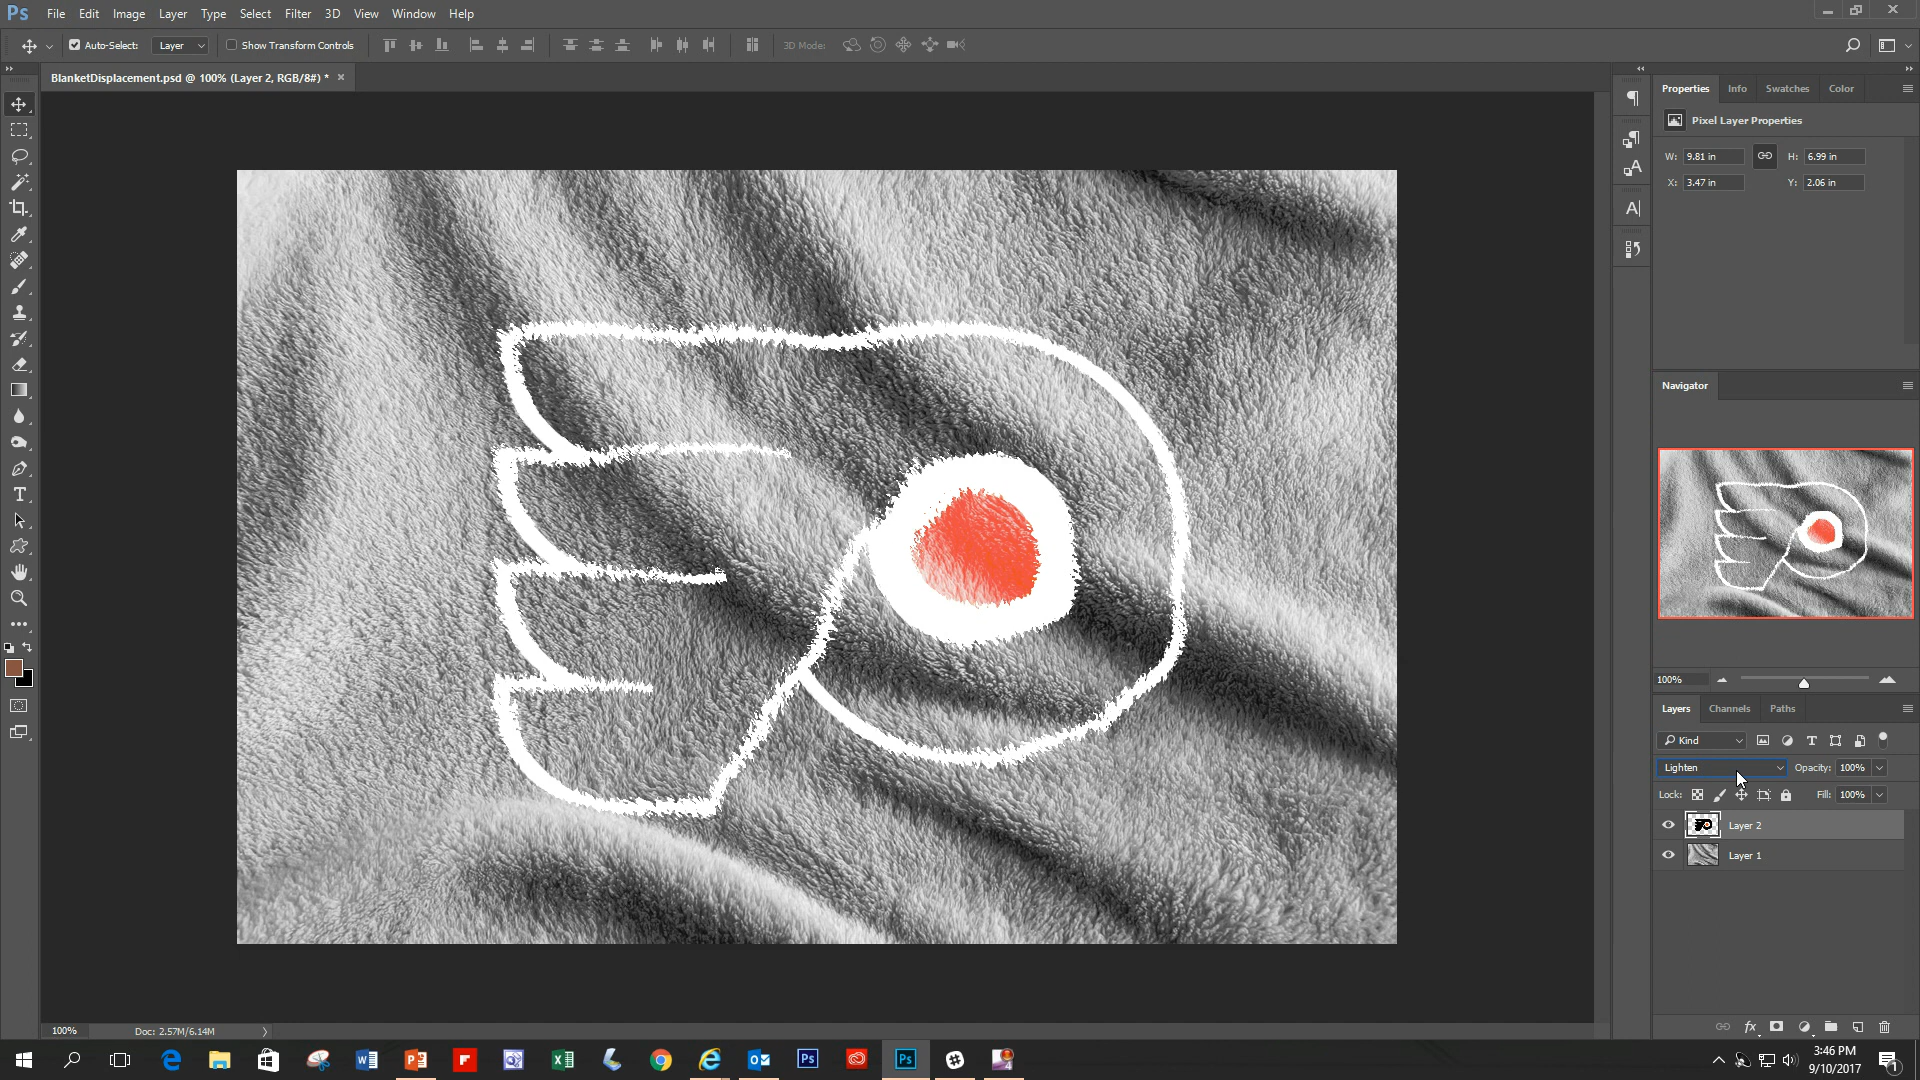 Ps File Edit Image Layer Type Select Filter 3D View Window Help
Auto-Select: Layer Show Transform Controls 3D Mode:
BlanketDisplacement.psd @ 100% (Layer 2, RGB/8#) * ×
Properties Info Swatches Color
Pixel Layer Properties
W: 9.81 in H: 6.99 in
X: 3.47 in Y: 2.06 in
Navigator
100%
Layers Channels Paths
Kind
Lighten Opacity: 100%
Lock: Fill: 100%
Layer 2
Layer 1
fx
100% Doc: 2.57M/6.14M
3:46 PM
9/10/2017